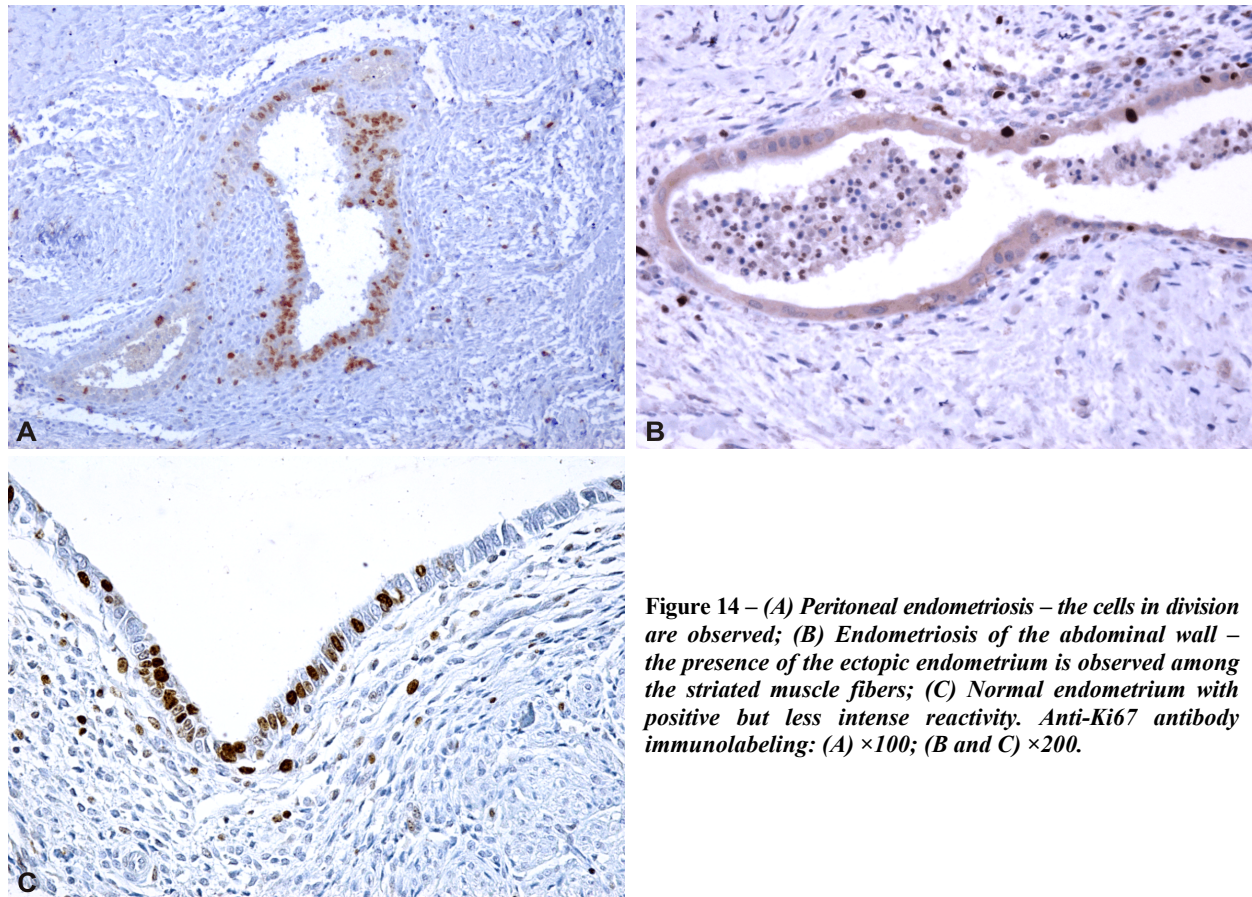 A
B
C
Figure 14 – (A) Peritoneal endometriosis – the cells in division
are observed; (B) Endometriosis of the abdominal wall –
the presence of the ectopic endometrium is observed among
the striated muscle fibers; (C) Normal endometrium with
positive but less intense reactivity. Anti-Ki67 antibody
immunolabeling: (A) ×100; (B and C) ×200.